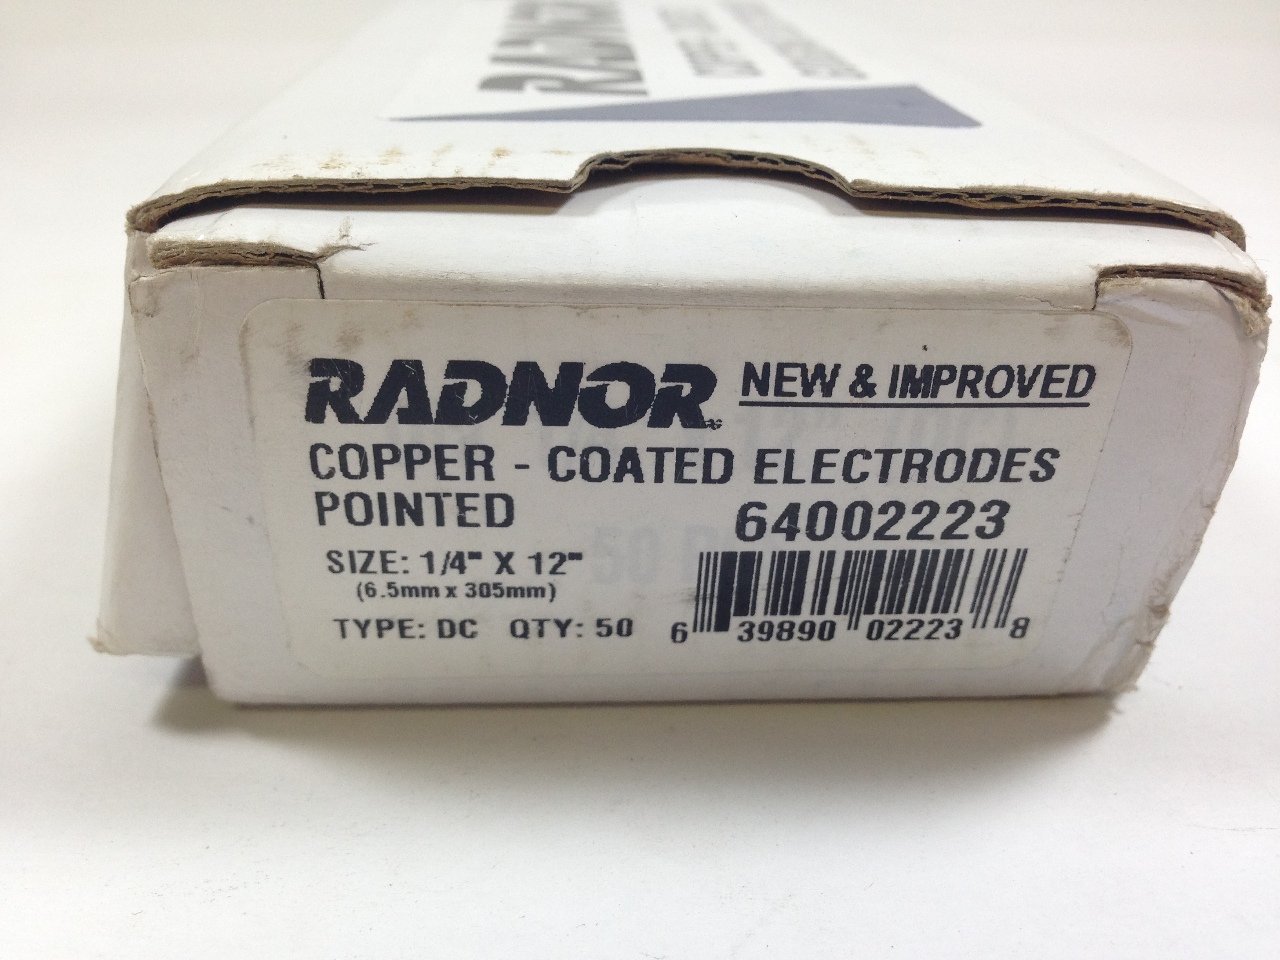 RADNOR
RADNOR NEW & IMPROVED
COPPER - COATED ELECTRODES
POINTED 64002223
SIZE: 1/4" X 12"
(6.5mm x 305mm)
TYPE: DC QTY: 50
6 39890 02223 8